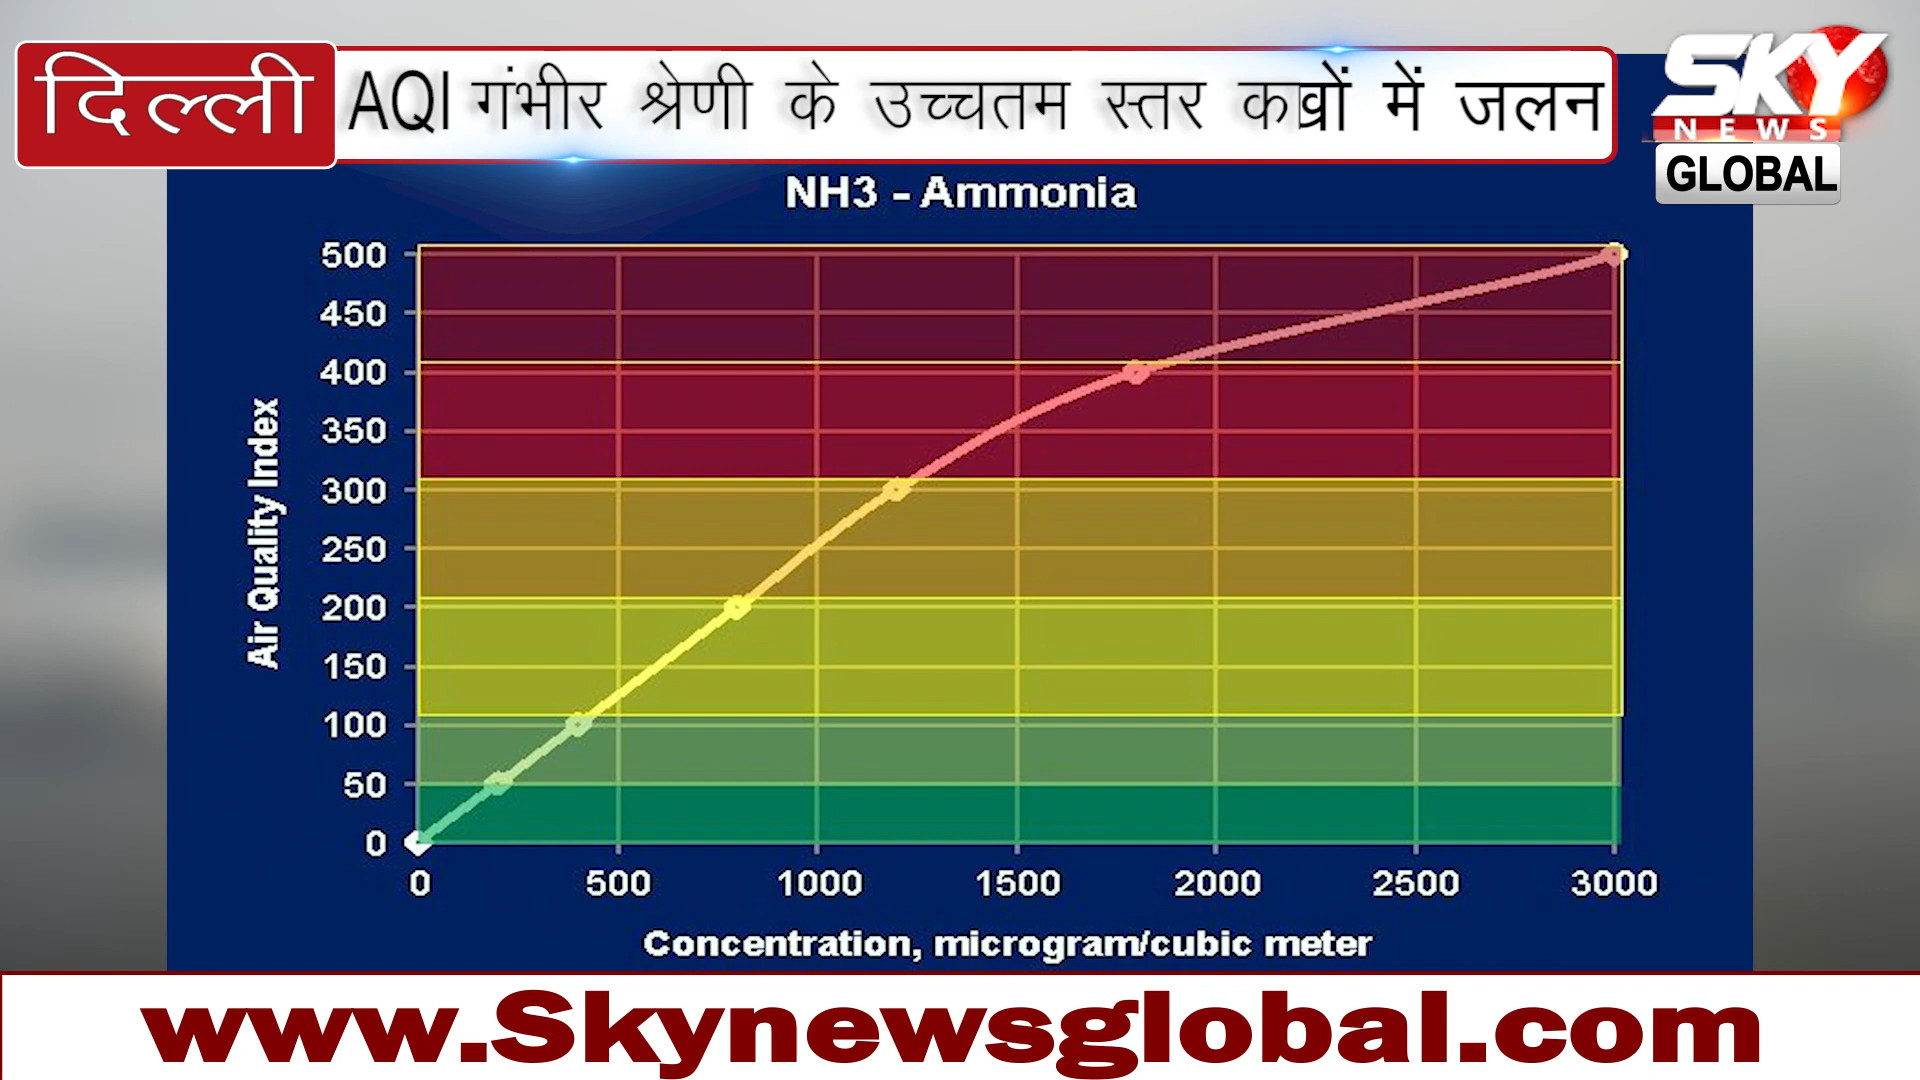 दिल्ली
AQI गंभीर श्रेणी के उच्चतम स्तर में जलन
SKY
NEWS
GLOBAL
NH3 - Ammonia
500
450
400
350
300
250
200
150
100
50
0
Air Quality Index
0 500 1000 1500 2000 2500 3000
Concentration, microgram/cubic meter
www.Skynewsglobal.com